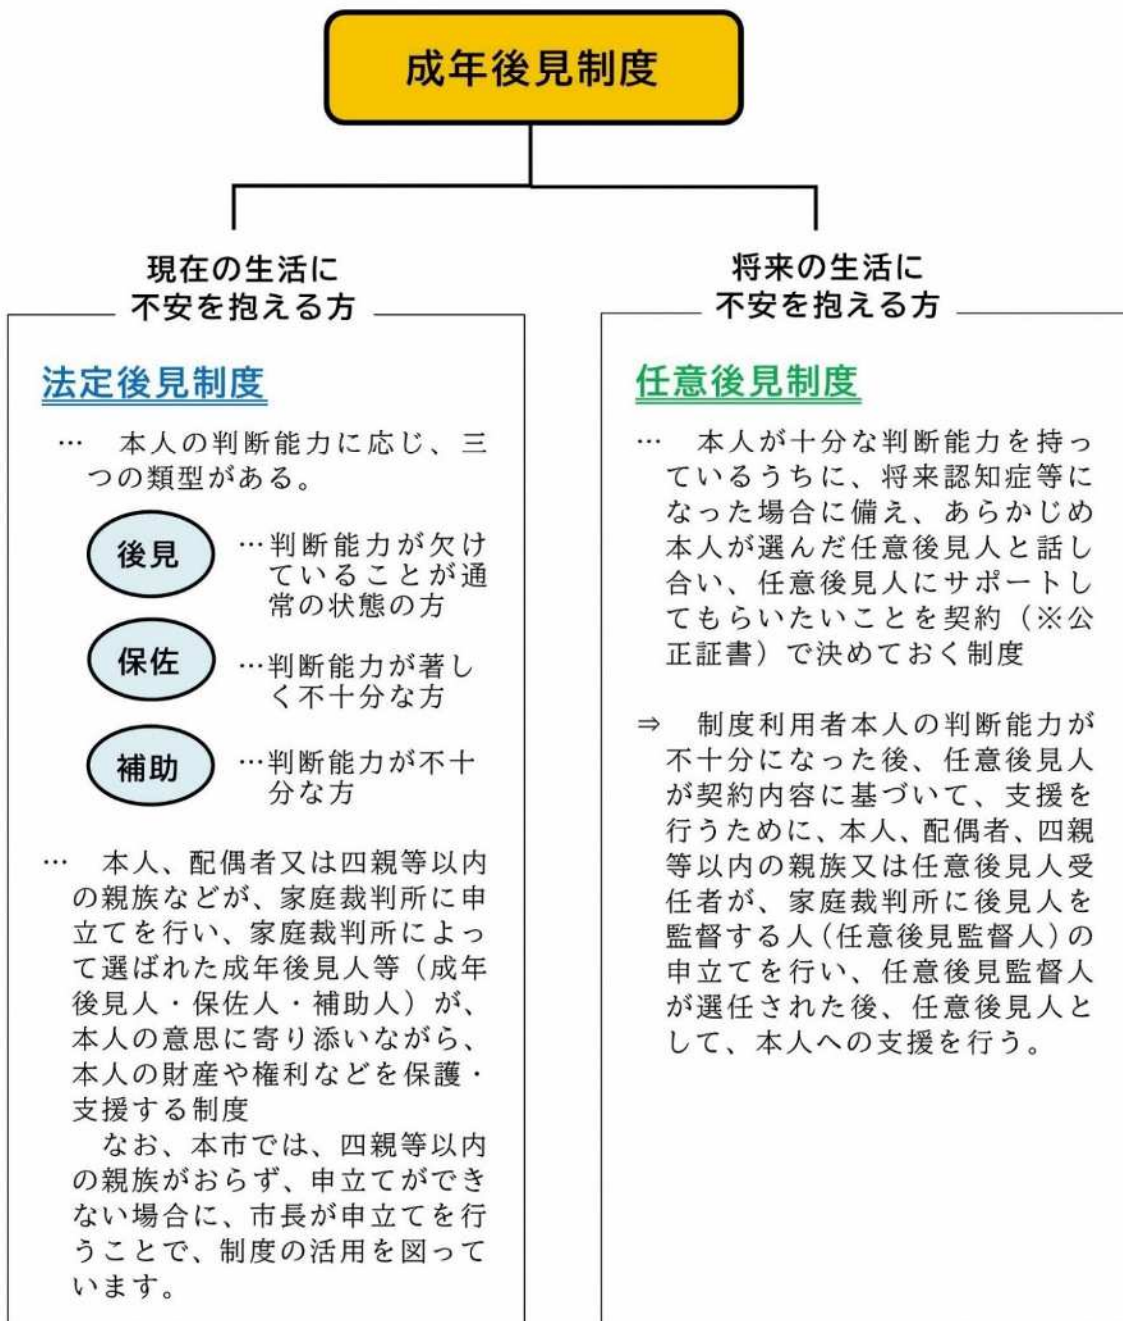 成年後見制度
現在の生活に
不安を抱える方
法定後見制度
… 本人の判断能力に応じ、三
つの類型がある。
後見
…判断能力が欠け
ていることが通
常の状態の方
保佐
…判断能力が著し
く不十分な方
補助
…判断能力が不十
分な方
… 本人、配偶者又は四親等以内
の親族などが、家庭裁判所に申
立てを行い、家庭裁判所によっ
て選ばれた成年後見人等（成年
後見人・保佐人・補助人）が、
本人の意思に寄り添いながら、
本人の財産や権利などを保護・
支援する制度
なお、本市では、四親等以内
の親族がおらず、申立てができ
ない場合に、市長が申立てを行
うことで、制度の活用を図って
います。
将来の生活に
不安を抱える方
任意後見制度
… 本人が十分な判断能力を持っ
ているうちに、将来認知症等に
なった場合に備え、あらかじめ
本人が選んだ任意後見人と話し
合い、任意後見人にサポートし
てもらいたいことを契約（※公
正証書）で決めておく制度
⇒ 制度利用者本人の判断能力が
不十分になった後、任意後見人
が契約内容に基づいて、支援を
行うために、本人、配偶者、四親
等以内の親族又は任意後見人受
任者が、家庭裁判所に後見人を
監督する人（任意後見監督人）の
申立てを行い、任意後見監督人
が選任された後、任意後見人と
して、本人への支援を行う。